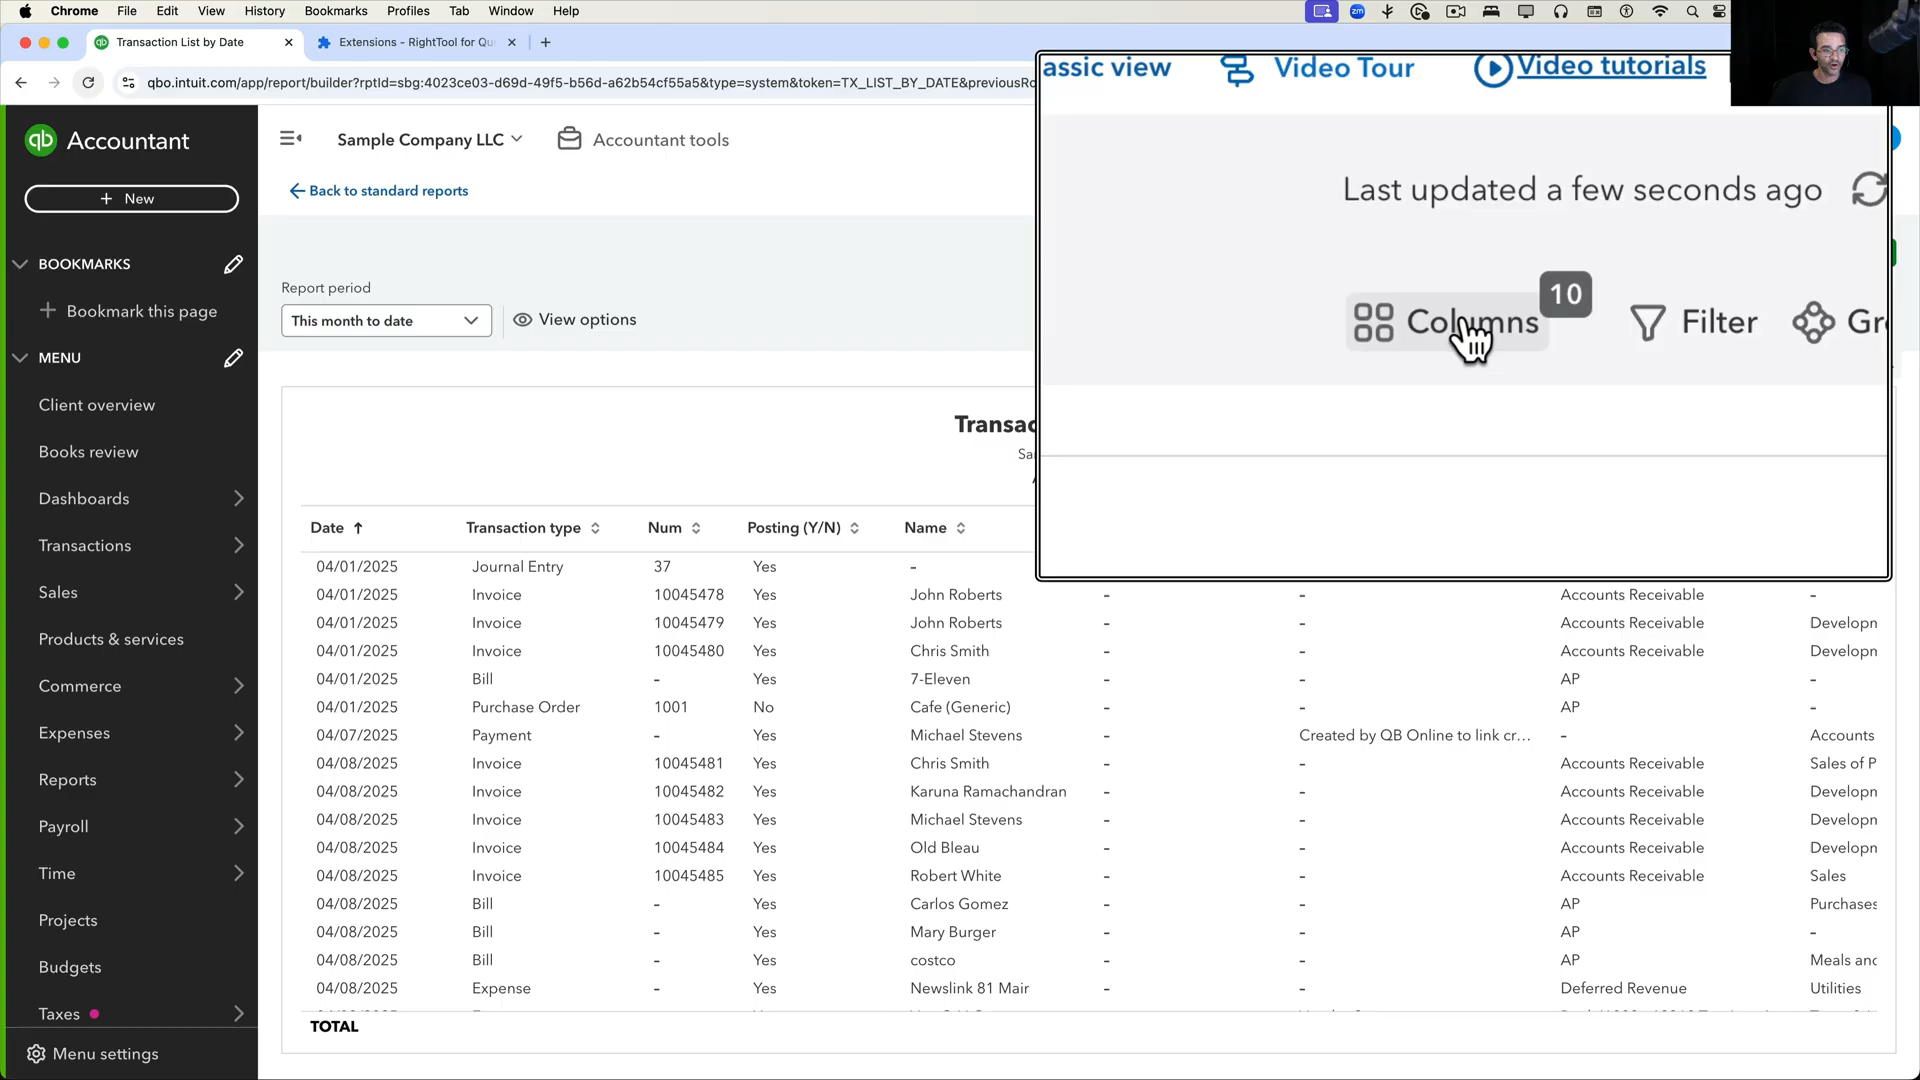 Chrome File Edit View History Bookmarks Profiles Tab Window Help
zm
Transaction List by Date
Extensions - RightTool for Qu
qbo.intuit.com/app/report/builder?rptId=sbg:4023ce03-d69d-49f5-b56d-a62b54cf55a5&type=system&token=TX_LIST_BY_DATE&previousRo
qb Accountant
+ New
BOOKMARKS
+ Bookmark this page
MENU
Client overview
Books review
Dashboards
Transactions
Sales
Products & services
Commerce
Expenses
Reports
Payroll
Time
Projects
Budgets
Taxes
Menu settings
Sample Company LLC
Accountant tools
Back to standard reports
Report period
This month to date
View options
assic view Video Tour Video tutorials
Last updated a few seconds ago
10
Columns Filter Gr
Transac
Sa
Date Transaction type Num Posting (Y/N) Name
04/01/2025 Journal Entry 37 Yes -
04/01/2025 Invoice 10045478 Yes John Roberts - - Accounts Receivable -
04/01/2025 Invoice 10045479 Yes John Roberts - - Accounts Receivable Developn
04/01/2025 Invoice 10045480 Yes Chris Smith - - Accounts Receivable Developn
04/01/2025 Bill - Yes 7-Eleven - - AP -
04/01/2025 Purchase Order 1001 No Cafe (Generic) - - AP -
04/07/2025 Payment - Yes Michael Stevens - Created by QB Online to link cr... - Accounts
04/08/2025 Invoice 10045481 Yes Chris Smith - - Accounts Receivable Sales of P
04/08/2025 Invoice 10045482 Yes Karuna Ramachandran - - Accounts Receivable Developn
04/08/2025 Invoice 10045483 Yes Michael Stevens - - Accounts Receivable Developn
04/08/2025 Invoice 10045484 Yes Old Bleau - - Accounts Receivable Developn
04/08/2025 Invoice 10045485 Yes Robert White - - Accounts Receivable Sales
04/08/2025 Bill - Yes Carlos Gomez - - AP Purchases
04/08/2025 Bill - Yes Mary Burger - - AP -
04/08/2025 Bill - Yes costco - - AP Meals and
04/08/2025 Expense - Yes Newslink 81 Mair - - Deferred Revenue Utilities
TOTAL